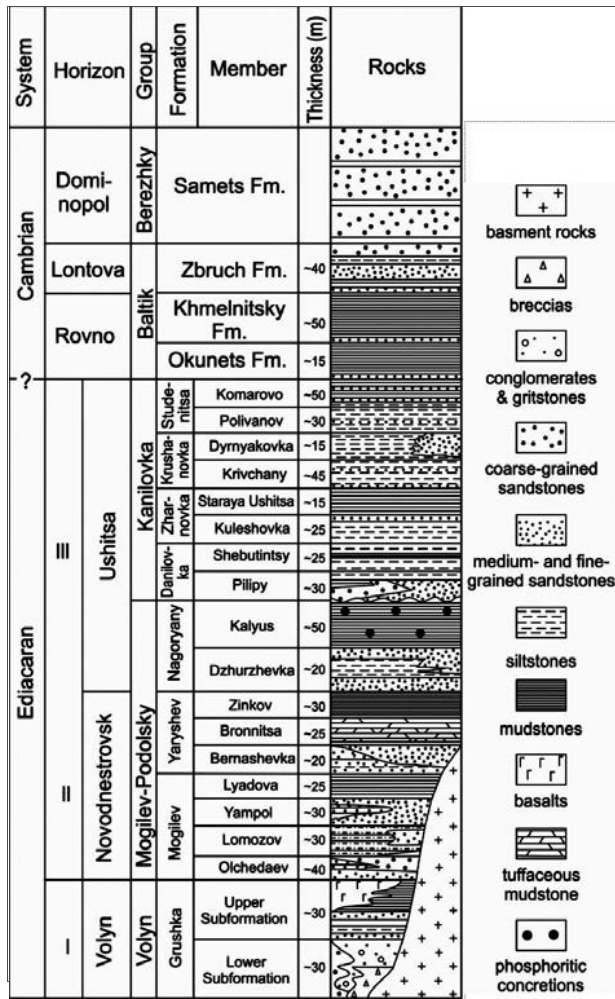 System
Horizon
Group
Formation
Member
Thickness (m)
Rocks
Cambrian
Domi-
nopol
Berezhky
Samets Fm.
Lontova
Baltik
Zbruch Fm.
~40
Rovno
Khmelnitsky
Fm.
~50
Okunets Fm.
~15
?
Ediacaran
III
Ushitsa
Kanilovka
Stude-
nitsa
Komarovo
~50
Polivanov
~30
Krusha-
novka
Dyrnyakovka
~15
Krivchany
~45
Zhar-
novka
Staraya Ushitsa
~15
Kuleshovka
~25
Danilov-
ka
Shebutintsy
~25
Pilipy
~30
Mogilev-Podolsky
Nagoryany
Kalyus
~50
Dzhurzhevka
~20
II
Novodnestrovsk
Yaryshev
Zinkov
~30
Bronnitsa
~25
Bernashevka
~20
Mogilev
Lyadova
~25
Yampol
~30
Lomozov
~30
Olchedaev
~40
I
Volyn
Volyn
Grushka
Upper
Subformation
~30
Lower
Subformation
~30
basment rocks
breccias
conglomerates
& gritstones
coarse-grained
sandstones
medium- and fine-
grained sandstones
siltstones
mudstones
basalts
tuffaceous
mudstone
phosphoritic
concretions